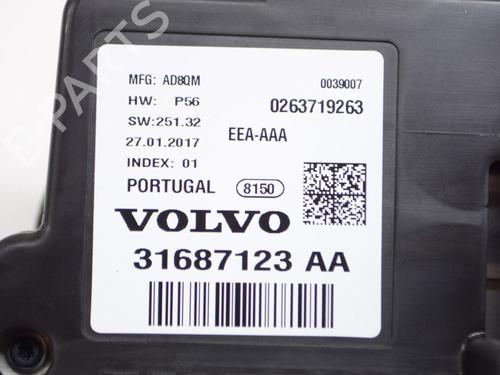 MFG: AD8QM 0039007
HW: P56 0263719263
SW:251.32
27.01.2017 EEA-AAA
INDEX: 01
PORTUGAL 8150
VOLVO
31687123 AA
B-PARTS